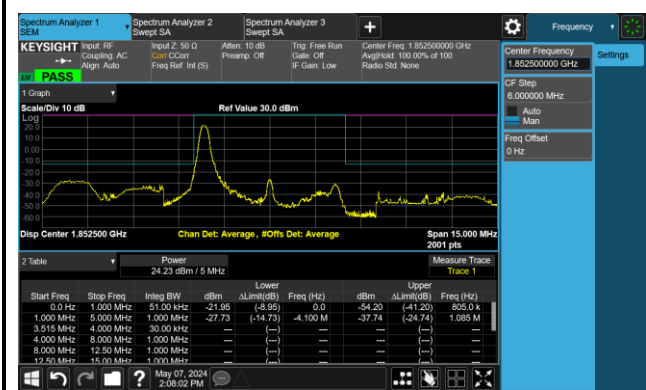 Spectrum Analyzer 1
SEM
Spectrum Analyzer 2
Swept SA
Spectrum Analyzer 3
Swept SA
Frequency
KEYSIGHT
Input: RF
Coupling: AC
Align: Auto
Input Z: 50 Ω
Corr CCorr
Freq Ref: Int (S)
Atten: 10 dB
Preamp: Off
Trig: Free Run
Gate: Off
IF Gain: Low
Center Freq: 1.852500000 GHz
Avg|Hold: 100.00% of 100
Radio Std: None
PASS
Center Frequency
1.852500000 GHz
Settings
CF Step
6.000000 MHz
Auto
Man
Freq Offset
0 Hz
1 Graph
Scale/Div 10 dB
Ref Value 30.0 dBm
Log
20.0
10.0
0.00
-10.0
-20.0
-30.0
-40.0
-50.0
-60.0
Disp Center 1.852500 GHz
Chan Det: Average , #Offs Det: Average
Span 15.000 MHz
2001 pts
2 Table
Power
24.23 dBm / 5 MHz
Measure Trace
Trace 1
Lower
Upper
Start Freq Stop Freq Integ BW dBm ∆Limit(dB) Freq (Hz) dBm ∆Limit(dB) Freq (Hz)
0.0 Hz 1.000 MHz 51.00 kHz -21.95 (-8.95) 0.0 -54.20 (-41.20) 805.0 k
1.000 MHz 5.000 MHz 1.000 MHz -27.73 (-14.73) -4.100 M -37.74 (-24.74) 1.085 M
3.515 MHz 4.000 MHz 30.00 kHz --- (---) --- --- (---) ---
4.000 MHz 8.000 MHz 1.000 MHz --- (---) --- --- (---) ---
8.000 MHz 12.50 MHz 1.000 MHz --- (---) --- --- (---) ---
12.50 MHz 15.00 MHz 1.000 MHz --- (---) --- --- (---) ---
May 07, 2024
2:08:02 PM